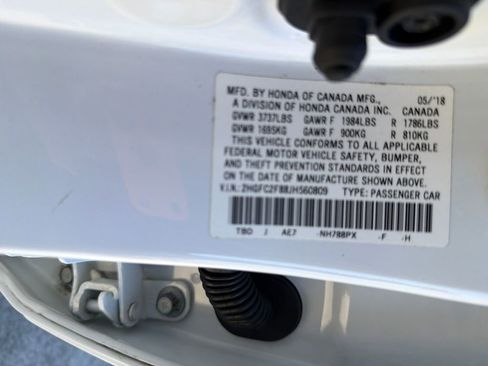 MFD. BY HONDA OF CANADA MFG., 05/'18
A DIVISION OF HONDA CANADA INC. CANADA
GVWR 3737LBS GAWR F 1984LBS R 1786LBS
GVWR 1695KG GAWR F 900KG R 810KG
THIS VEHICLE CONFORMS TO ALL APPLICABLE
FEDERAL MOTOR VEHICLE SAFETY, BUMPER,
AND THEFT PREVENTION STANDARDS IN EFFECT
ON THE DATE OF MANUFACTURE SHOWN ABOVE.
V.I.N.: 2HGFC2F88JH560809 TYPE: PASSENGER CAR
TBD J AE7 -NH788PX -F -H